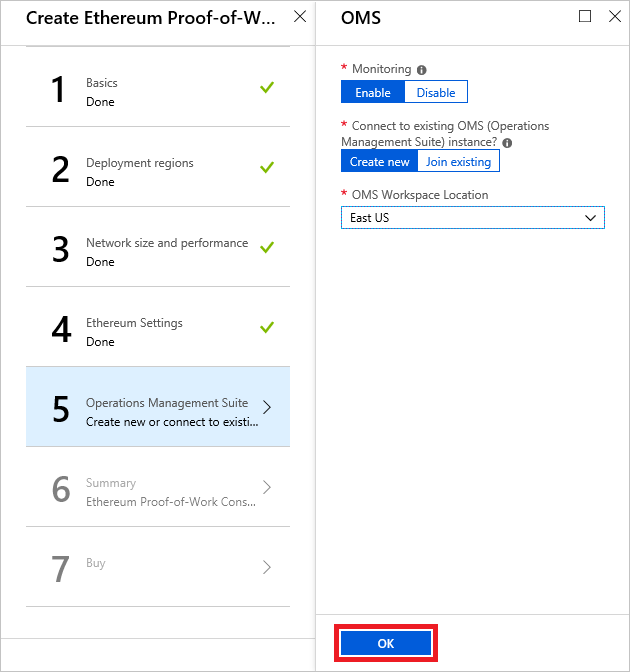 Create Ethereum Proof-of-W...
1
Basics
Done
2
Deployment regions
Done
3
Network size and performance
Done
4
Ethereum Settings
Done
5
Operations Management Suite
Create new or connect to existi...
6
Summary
Ethereum Proof-of-Work Cons...
7
Buy
OMS
* Monitoring
Enable Disable
* Connect to existing OMS (Operations
Management Suite) instance?
Create new Join existing
* OMS Workspace Location
East US
OK